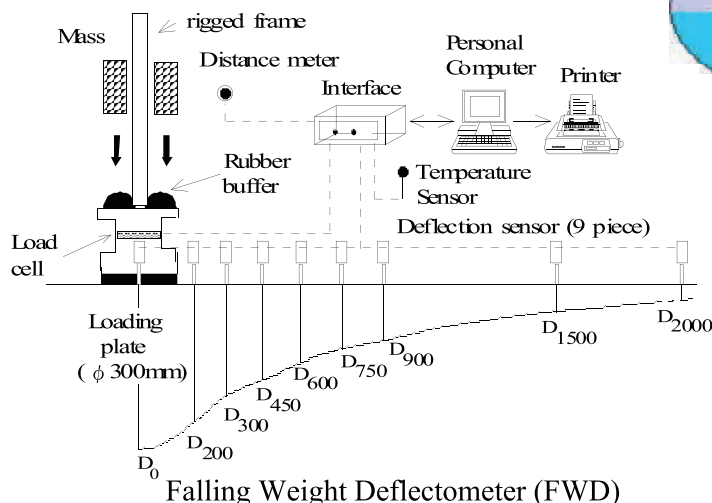 rigged frame
Mass
Distance meter
Interface
Personal
Computer
Printer
Rubber
buffer
Temperature
Sensor
Deflection sensor (9 piece)
Load
cell
Loading
plate
( φ 300mm)
D0
D200
D300
D450
D600
D750
D900
D1500
D2000
Falling Weight Deflectometer (FWD)